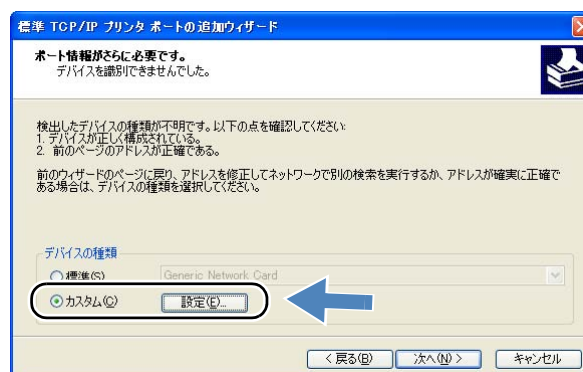 標準 TCP/IP プリンタ ポートの追加ウィザード
ポート情報がさらに必要です。
デバイスを識別できませんでした。
検出したデバイスの種類が不明です。以下の点を確認してください:
1. デバイスが正しく構成されている。
2. 前のページのアドレスが正確である。
前のウィザードのページに戻り、アドレスを修正してネットワークで別の検索を実行するか、アドレスが確実に正確で
ある場合は、デバイスの種類を選択してください。
デバイスの種類
標準(S) Generic Network Card
カスタム(C) 設定(E)...
< 戻る(B) 次へ(N) > キャンセル